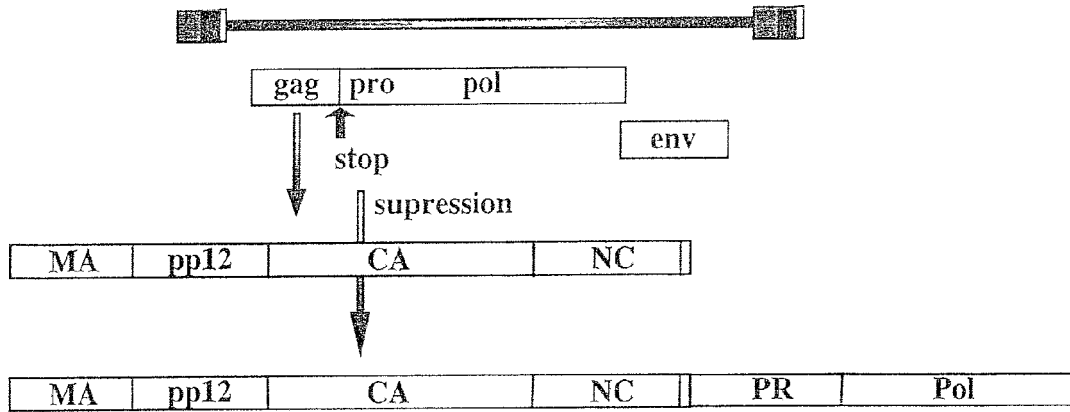 gag pro pol
env
stop
supression
MA pp12 CA NC
MA pp12 CA NC PR Pol